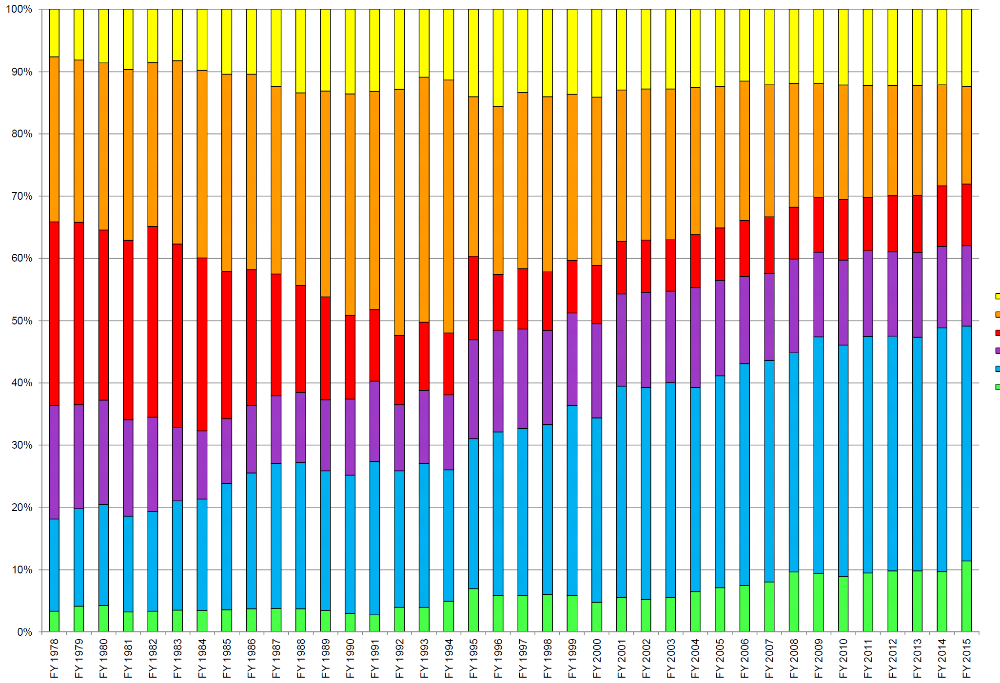 100%
90%
80%
70%
60%
50%
40%
30%
20%
10%
0%
FY 1978
FY 1979
FY 1980
FY 1981
FY 1982
FY 1983
FY 1984
FY 1985
FY 1986
FY 1987
FY 1988
FY 1989
FY 1990
FY 1991
FY 1992
FY 1993
FY 1994
FY 1995
FY 1996
FY 1997
FY 1998
FY 1999
FY 2000
FY 2001
FY 2002
FY 2003
FY 2004
FY 2005
FY 2006
FY 2007
FY 2008
FY 2009
FY 2010
FY 2011
FY 2012
FY 2013
FY 2014
FY 2015